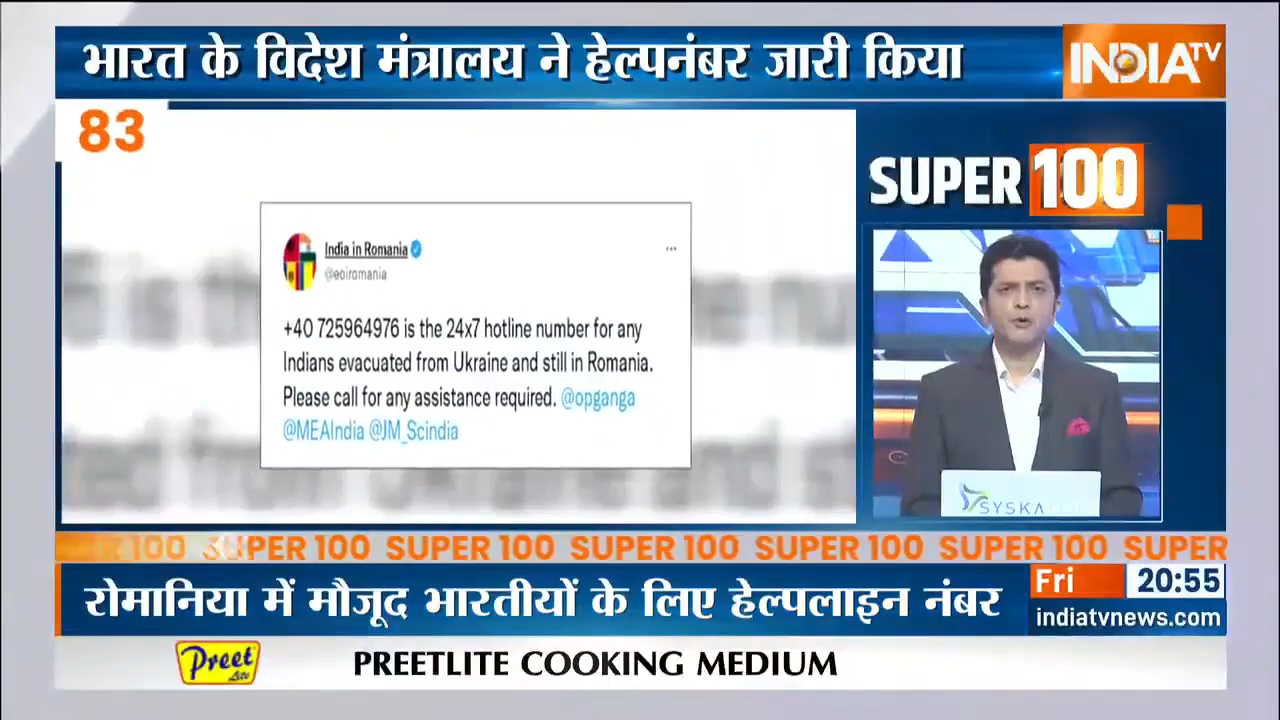 भारत के विदेश मंत्रालय ने हेल्पनंबर जारी किया
INDIA TV
83
SUPER 100
India in Romania
@eoiromania
+40 725964976 is the 24x7 hotline number for any
Indians evacuated from Ukraine and still in Romania.
Please call for any assistance required. @opganga
@MEAIndia @JM_Scindia
SYSKA
100 SUPER 100 SUPER 100 SUPER 100 SUPER 100 SUPER 100 SUPER
रोमानिया में मौजूद भारतीयों के लिए हेल्पलाइन नंबर
Fri 20:55
indiatvnews.com
Preet Lite
PREETLITE COOKING MEDIUM